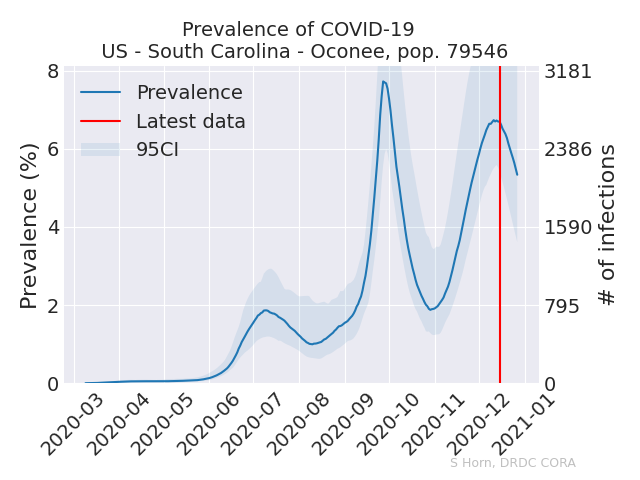 Prevalence of COVID-19
US - South Carolina - Oconee, pop. 79546
Prevalence
Latest data
95CI
Prevalence (%)
8
6
4
2
0
3181
2386
1590
795
0
# of infections
2020-03
2020-04
2020-05
2020-06
2020-07
2020-08
2020-09
2020-10
2020-11
2020-12
2021-01
S Horn, DRDC CORA